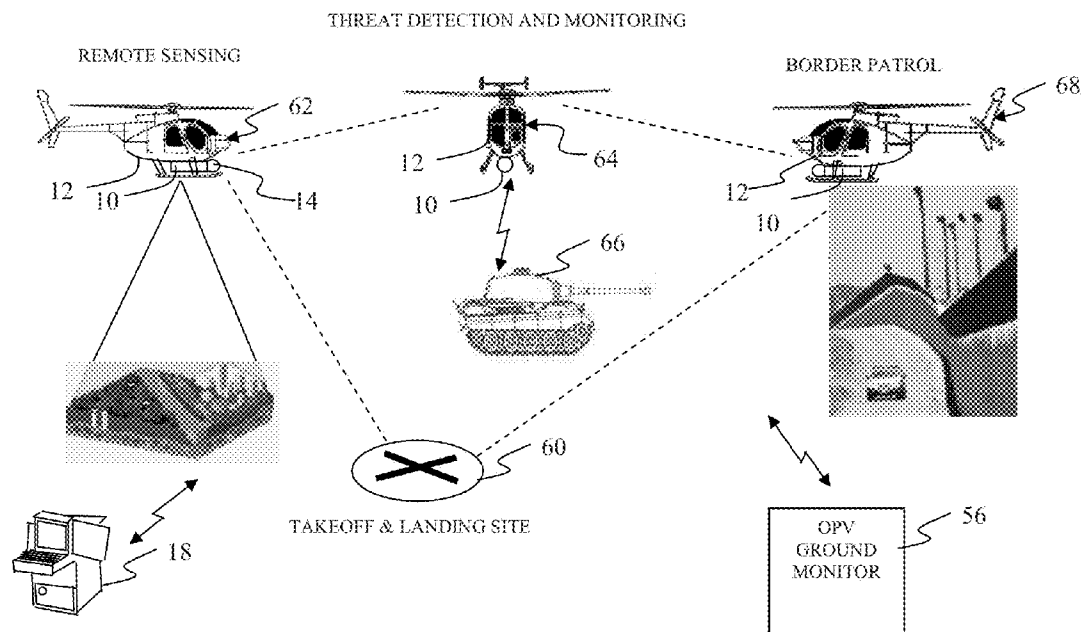 THREAT DETECTION AND MONITORING
REMOTE SENSING
BORDER PATROL
62
68
12
64
12
10
14
12
10
10
66
60
TAKEOFF & LANDING SITE
18
OPV
GROUND
MONITOR
56